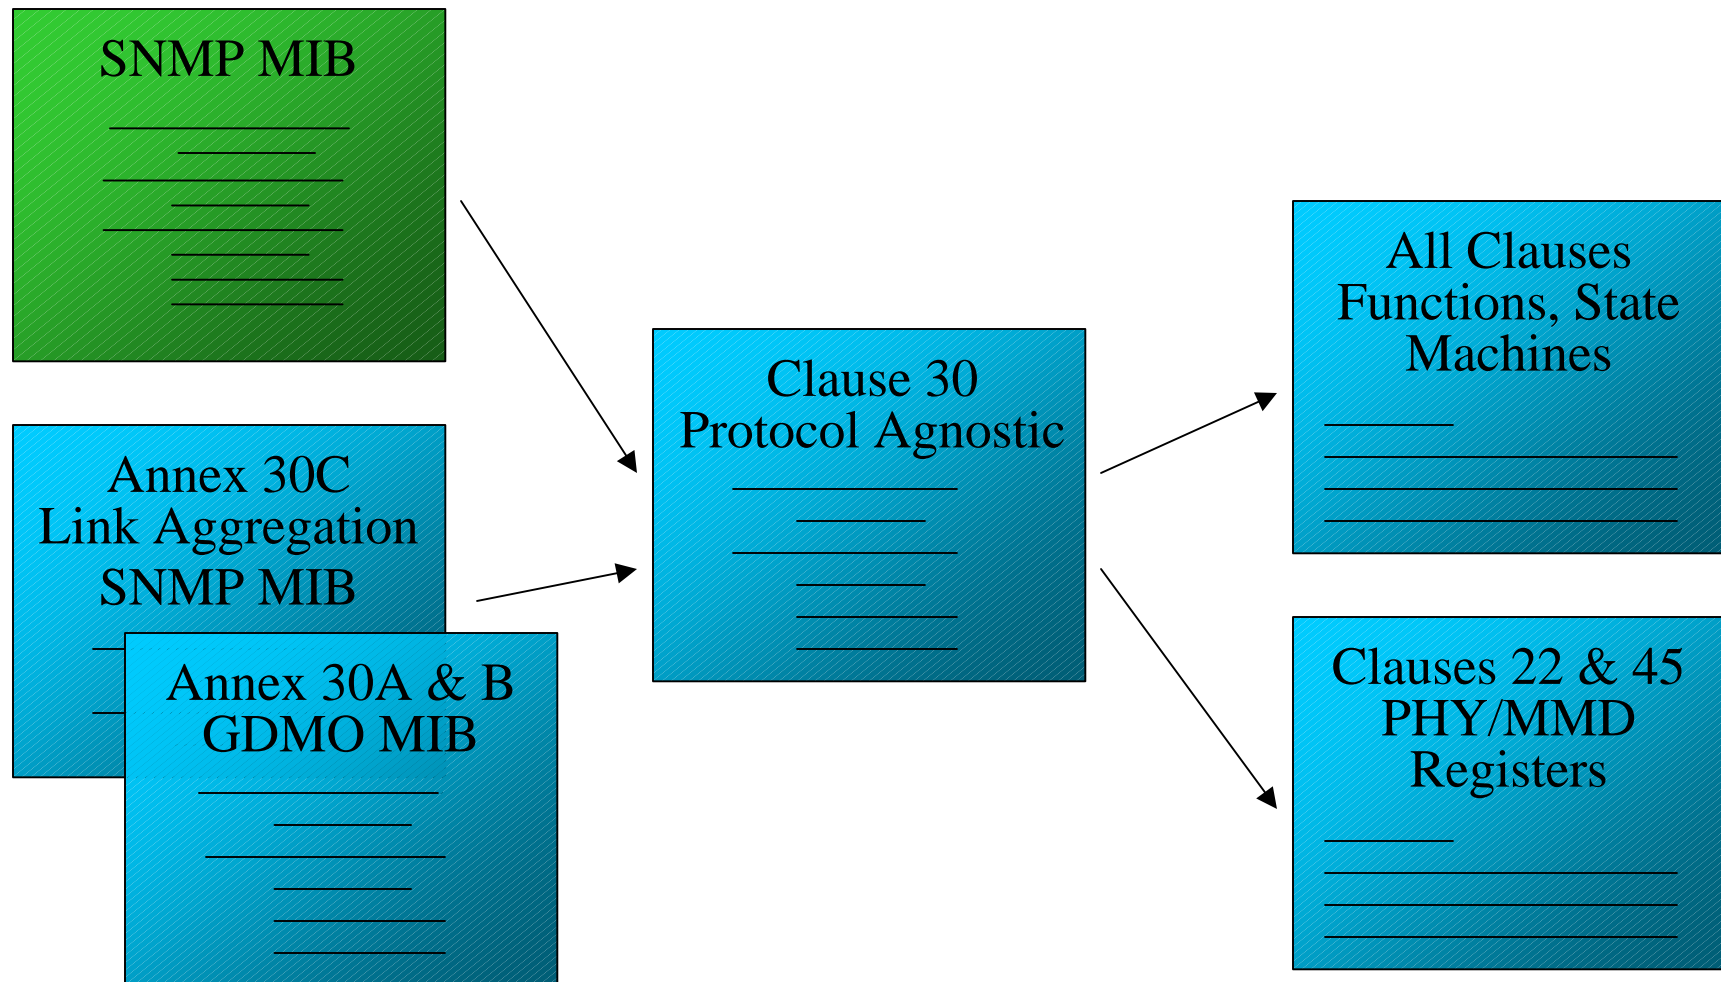 SNMP MIB
Annex 30C
Link Aggregation
SNMP MIB
Annex 30A & B
GDMO MIB
Clause 30
Protocol Agnostic
All Clauses
Functions, State
Machines
Clauses 22 & 45
PHY/MMD
Registers